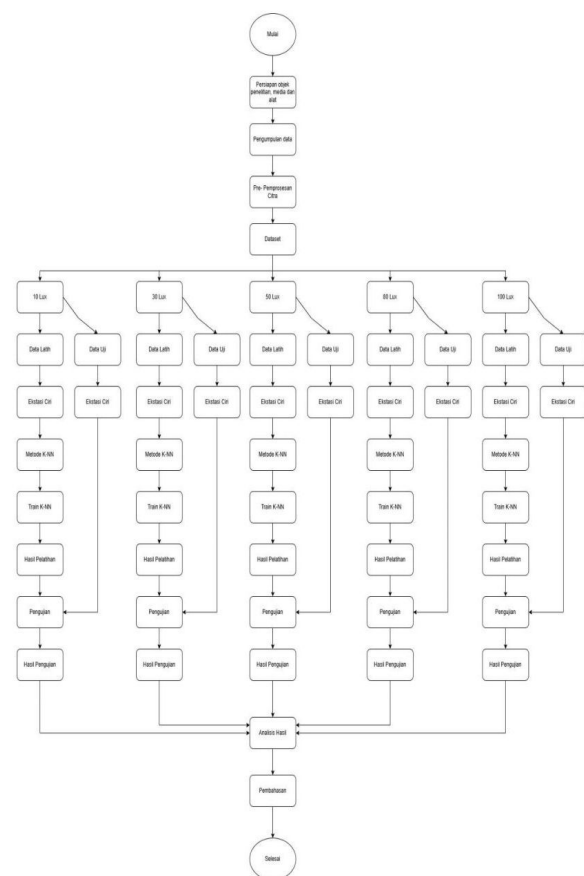 Mulai
Persiapan objek
penelitian, media dan
alat
Pengumpulan data
Pre- Pemprosesan
Citra
Dataset
10 Lux
30 Lux
50 Lux
80 Lux
100 Lux
Data Latih
Data Uji
Data Latih
Data Uji
Data Latih
Data Uji
Data Latih
Data Uji
Data Latih
Data Uji
Ekstasi Ciri
Ekstasi Ciri
Ekstasi Ciri
Ekstasi Ciri
Ekstasi Ciri
Ekstasi Ciri
Ekstasi Ciri
Ekstasi Ciri
Ekstasi Ciri
Ekstasi Ciri
Metode K-NN
Metode K-NN
Metode K-NN
Metode K-NN
Metode K-NN
Train K-NN
Train K-NN
Train K-NN
Train K-NN
Train K-NN
Hasil Pelatihan
Hasil Pelatihan
Hasil Pelatihan
Hasil Pelatihan
Hasil Pelatihan
Pengujian
Pengujian
Pengujian
Pengujian
Pengujian
Hasil Pengujian
Hasil Pengujian
Hasil Pengujian
Hasil Pengujian
Hasil Pengujian
Analisis Hasil
Pembahasan
Selesai